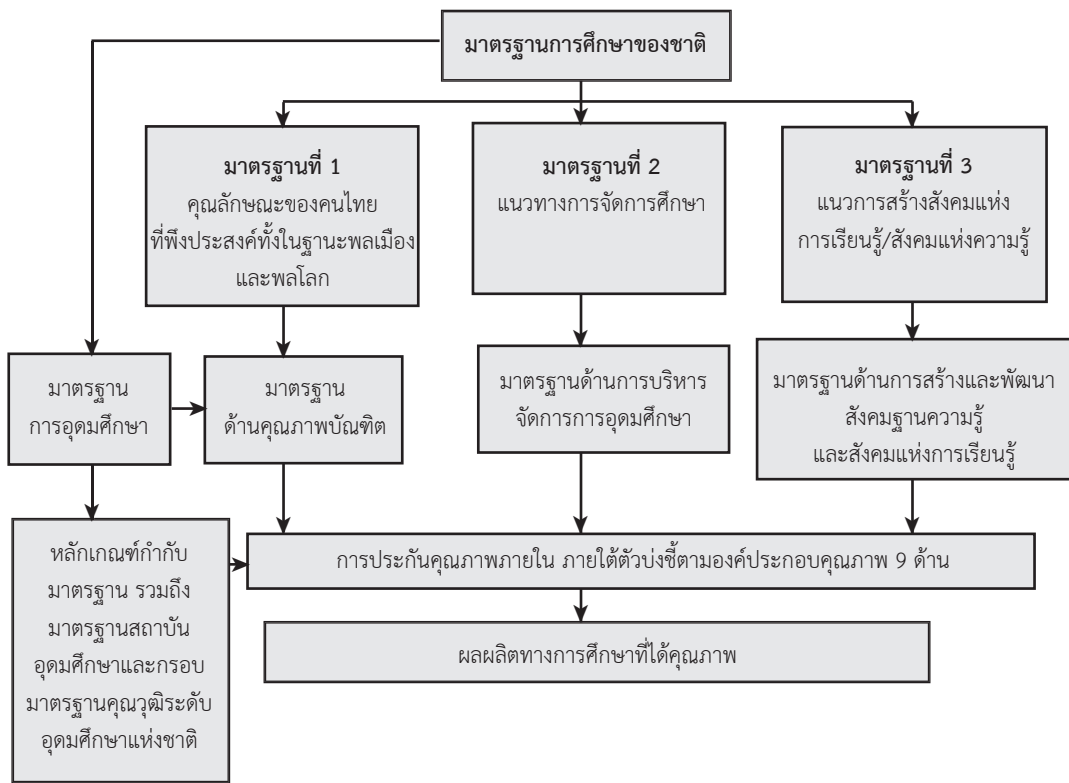 มาตรฐานการศึกษาของชาติ
มาตรฐานที่ 1
คุณลักษณะของคนไทย
ที่พึงประสงค์ทั้งในฐานะพลเมือง
และพลโลก
มาตรฐานที่ 2
แนวทางการจัดการศึกษา
มาตรฐานที่ 3
แนวการสร้างสังคมแห่ง
การเรียนรู้/สังคมแห่งความรู้
มาตรฐาน
การอุดมศึกษา
มาตรฐาน
ด้านคุณภาพบัณฑิต
มาตรฐานด้านการบริหาร
จัดการการอุดมศึกษา
มาตรฐานด้านการสร้างและพัฒนา
สังคมฐานความรู้
และสังคมแห่งการเรียนรู้
หลักเกณฑ์กำกับ
มาตรฐาน รวมถึง
มาตรฐานสถาบัน
อุดมศึกษาและกรอบ
มาตรฐานคุณวุฒิระดับ
อุดมศึกษาแห่งชาติ
การประกันคุณภาพภายใน ภายใต้ตัวบ่งชี้ตามองค์ประกอบคุณภาพ 9 ด้าน
ผลผลิตทางการศึกษาที่ได้คุณภาพ